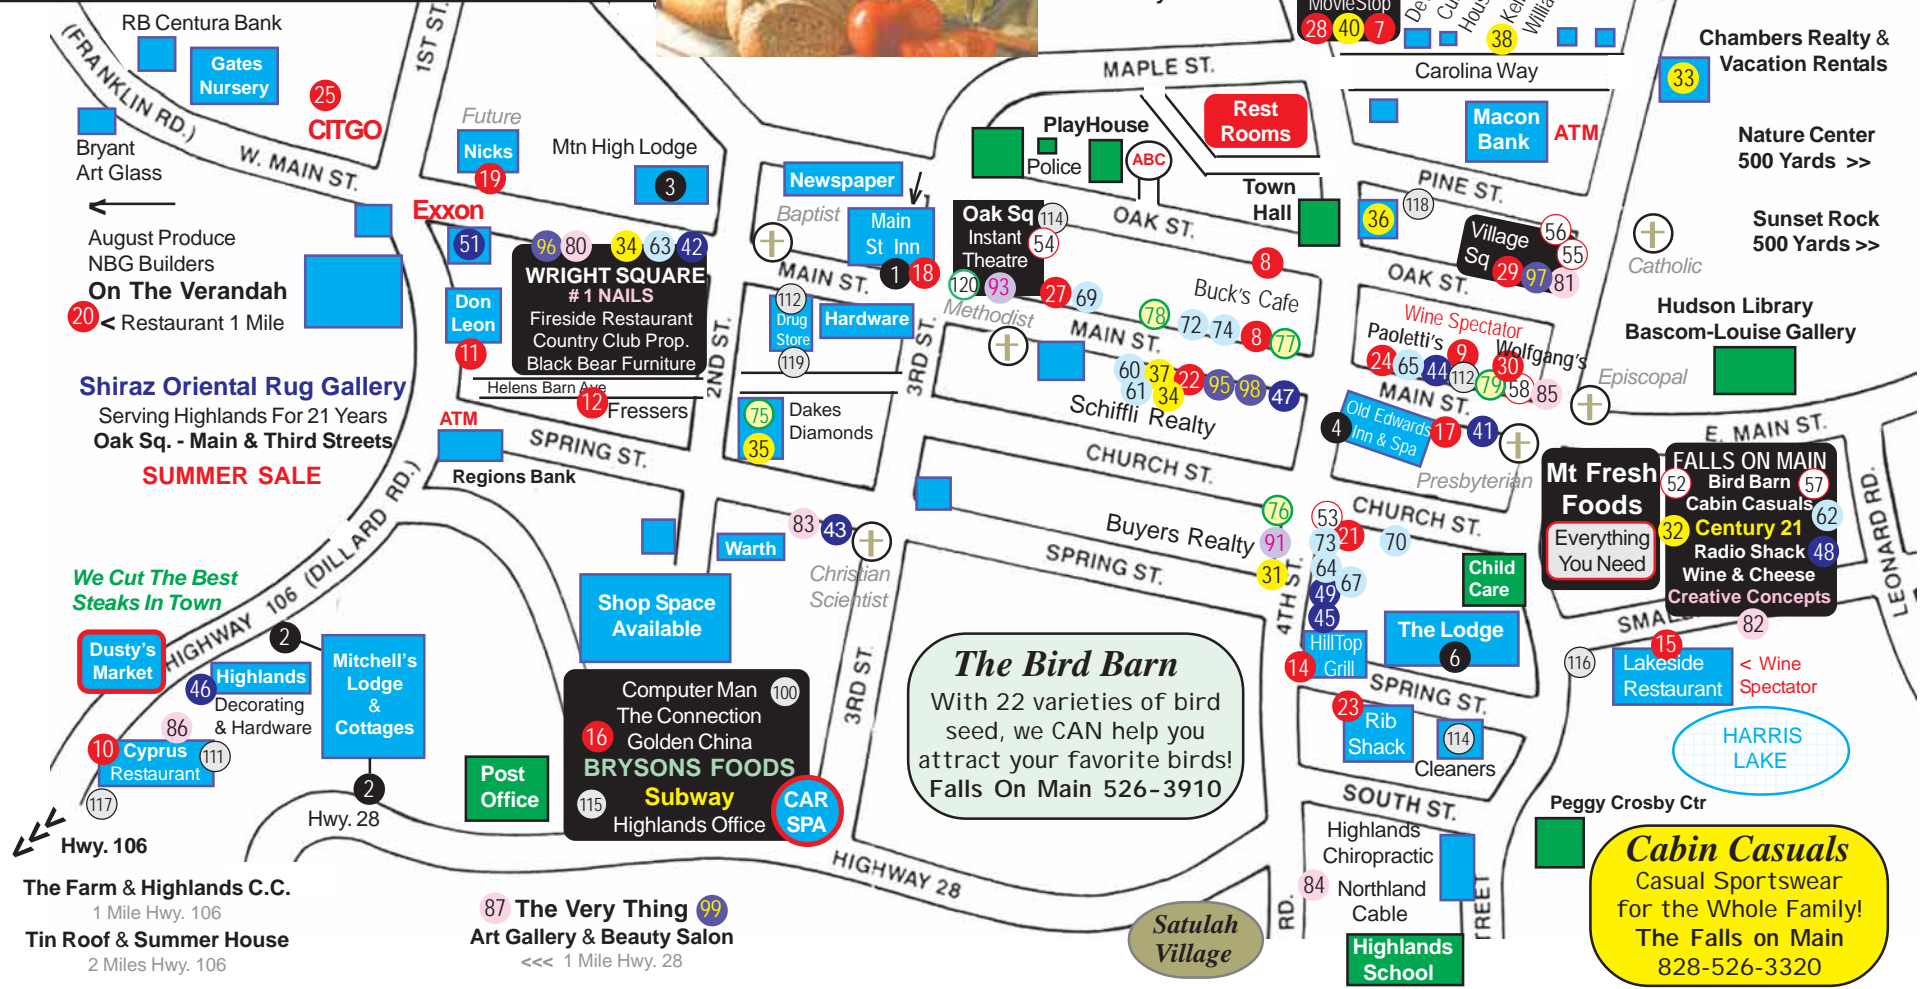 RB Centura Bank
Gates
Nursery
(FRANKLIN RD.)
1ST ST.
25
CITGO
Bryant
Art Glass
W. MAIN ST.
Future
Nicks
19
Mtn High Lodge
3
Exxon
51
August Produce
NBG Builders
On The Verandah
20
< Restaurant 1 Mile
Shiraz Oriental Rug Gallery
Serving Highlands For 21 Years
Oak Sq. - Main & Third Streets
SUMMER SALE
Don
Leon
11
96
80
34
63
42
WRIGHT SQUARE
# 1 NAILS
Fireside Restaurant
Country Club Prop.
Black Bear Furniture
Helens Barn Ave
12
Fressers
ATM
Regions Bank
SPRING ST.
2ND ST.
Newspaper
Baptist
Main
St Inn
1
18
MAIN ST.
112
Drug
Store
119
Hardware
75
35
Dakes
Diamonds
3RD ST.
3RD ST.
MAPLE ST.
PlayHouse
Police
ABC
Rest
Rooms
Town
Hall
OAK ST.
Oak Sq
114
Instant
54
Theatre
120
93
27
69
Methodist
MAIN ST.
8
Buck's Cafe
78
72
74
8
77
60
37
22
95
98
47
61
34
Schiffli Realty
CHURCH ST.
MovieStop
28
40
7
38
Carolina Way
Macon
Bank
ATM
PINE ST.
36
118
Village
Sq
56
55
29
97
81
OAK ST.
Wine Spectator
Paoletti's
9
Wolfgang's
24
65
44
112
79
30
58
85
MAIN ST.
4
Old Edwards
Inn & Spa
17
41
Presbyterian
Episcopal
Catholic
Chambers Realty &
Vacation Rentals
33
Nature Center
500 Yards >>
Sunset Rock
500 Yards >>
Hudson Library
Bascom-Louise Gallery
E. MAIN ST.
LEONARD RD.
Mt Fresh
Foods
Everything
You Need
FALLS ON MAIN
52
Bird Barn
57
Cabin Casuals
62
32
Century 21
Radio Shack
48
Wine & Cheese
Creative Concepts
82
SMAL
116
15
Lakeside
Restaurant
< Wine
Spectator
HARRIS
LAKE
Warth
83
43
Christian
Scientist
Shop Space
Available
Buyers Realty
76
91
31
SPRING ST.
4TH ST.
53
21
73
70
64
67
49
45
CHURCH ST.
Child
Care
HillTop
Grill
14
The Lodge
6
SPRING ST.
23
Rib
Shack
114
Cleaners
SOUTH ST.
Highlands
Chiropractic
84
Northland
Cable
Highlands
School
RD.
TREET
Peggy Crosby Ctr
We Cut The Best
Steaks In Town
HIGHWAY 106 (DILLARD RD.)
Dusty's
Market
2
46
Highlands
Decorating
& Hardware
86
10
Cyprus
Restaurant
111
117
Mitchell's
Lodge
&
Cottages
2
Hwy. 28
Hwy. 106
The Farm & Highlands C.C.
1 Mile Hwy. 106
Tin Roof & Summer House
2 Miles Hwy. 106
Post
Office
Computer Man
100
The Connection
16
Golden China
BRYSONS FOODS
115
Subway
Highlands Office
CAR
SPA
87
The Very Thing
99
Art Gallery & Beauty Salon
<<< 1 Mile Hwy. 28
HIGHWAY 28
The Bird Barn
With 22 varieties of bird
seed, we CAN help you
attract your favorite birds!
Falls On Main 526-3910
Satulah
Village
Cabin Casuals
Casual Sportswear
for the Whole Family!
The Falls on Main
828-526-3320